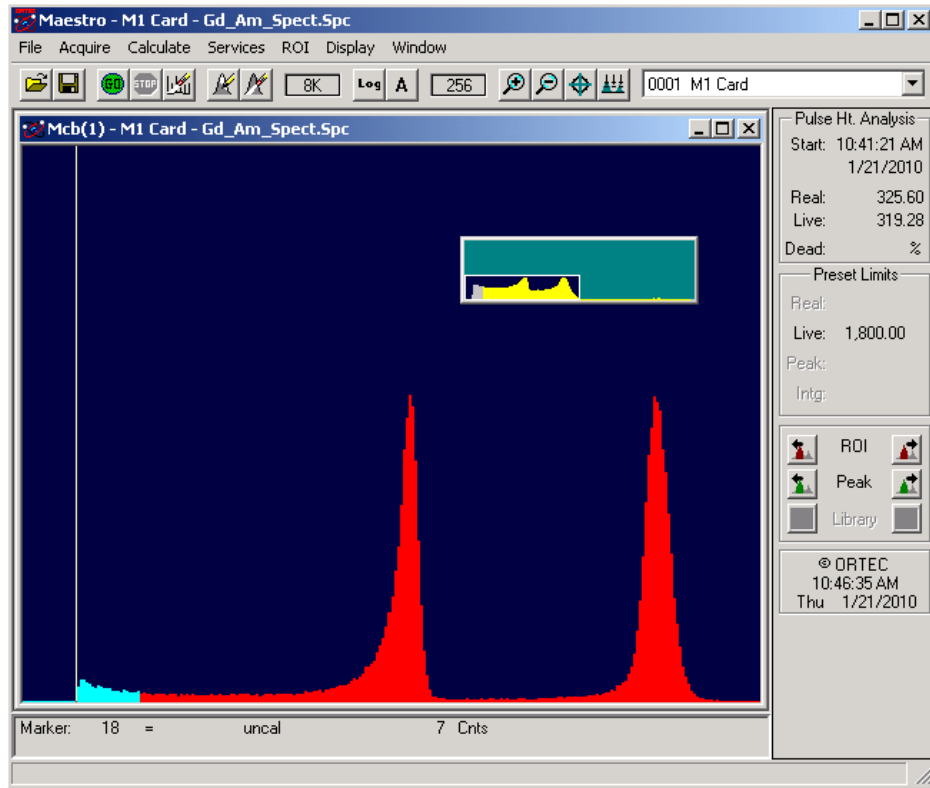 Maestro - M1 Card - Gd_Am_Spect.Spc
File Acquire Calculate Services ROI Display Window
GO STOP 8K Log A 256 0001 M1 Card
Mcb(1) - M1 Card - Gd_Am_Spect.Spc
Pulse Ht. Analysis
Start: 10:41:21 AM
1/21/2010
Real: 325.60
Live: 319.28
Dead: %
Preset Limits
Real:
Live: 1,800.00
Peak:
Intg:
ROI
Peak
Library
© ORTEC
10:46:35 AM
Thu 1/21/2010
Marker: 18 = uncal 7 Cnts